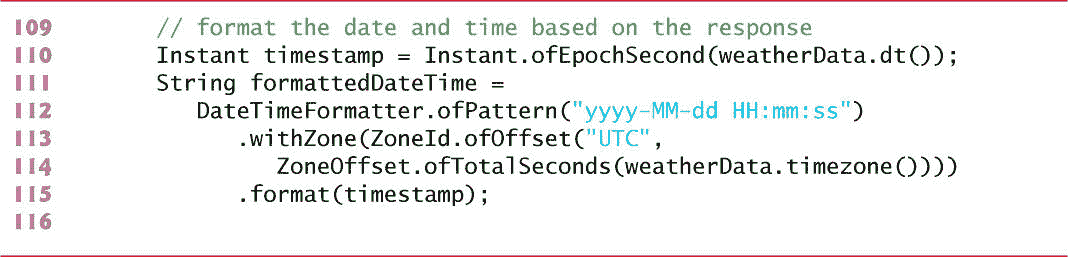 109 // format the date and time based on the response
110 Instant timestamp = Instant.ofEpochSecond(weatherData.dt());
111 String formattedDateTime =
112 DateTimeFormatter.ofPattern("yyyy-MM-dd HH:mm:ss")
113 .withZone(ZoneId.ofOffset("UTC",
114 ZoneOffset.ofTotalSeconds(weatherData.timezone())))
115 .format(timestamp);
116